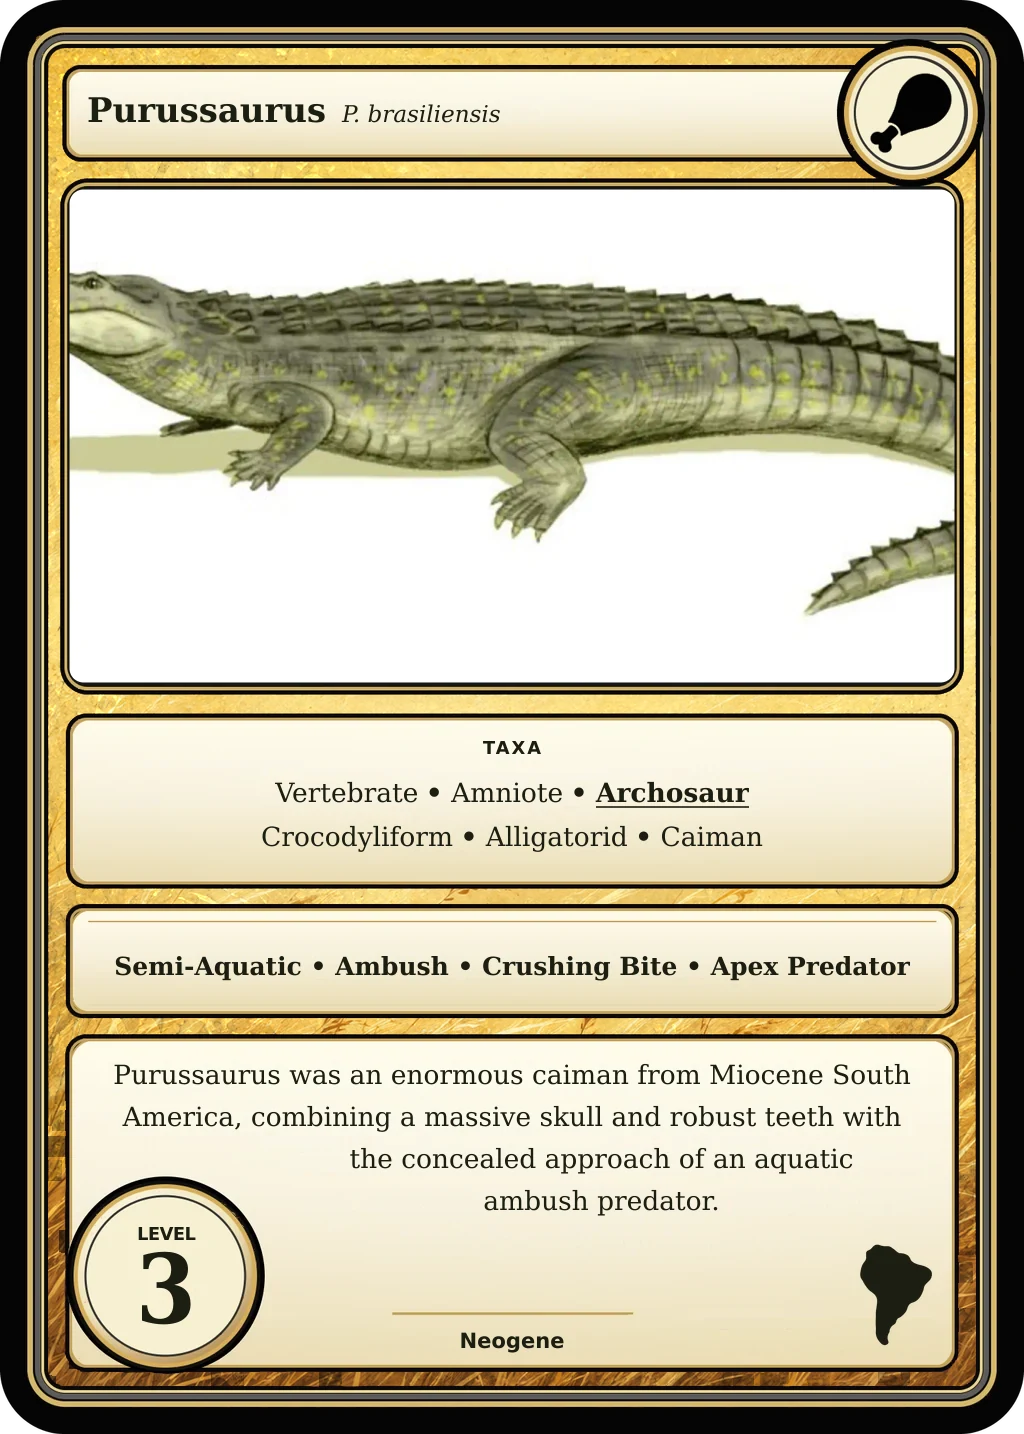 Purussaurus P. brasiliensis
TAXA
Vertebrate • Amniote • Archosaur
Crocodyliform • Alligatorid • Caiman
Semi-Aquatic • Ambush • Crushing Bite • Apex Predator
Purussaurus was an enormous caiman from Miocene South
America, combining a massive skull and robust teeth with
the concealed approach of an aquatic
ambush predator.
LEVEL
3
Neogene